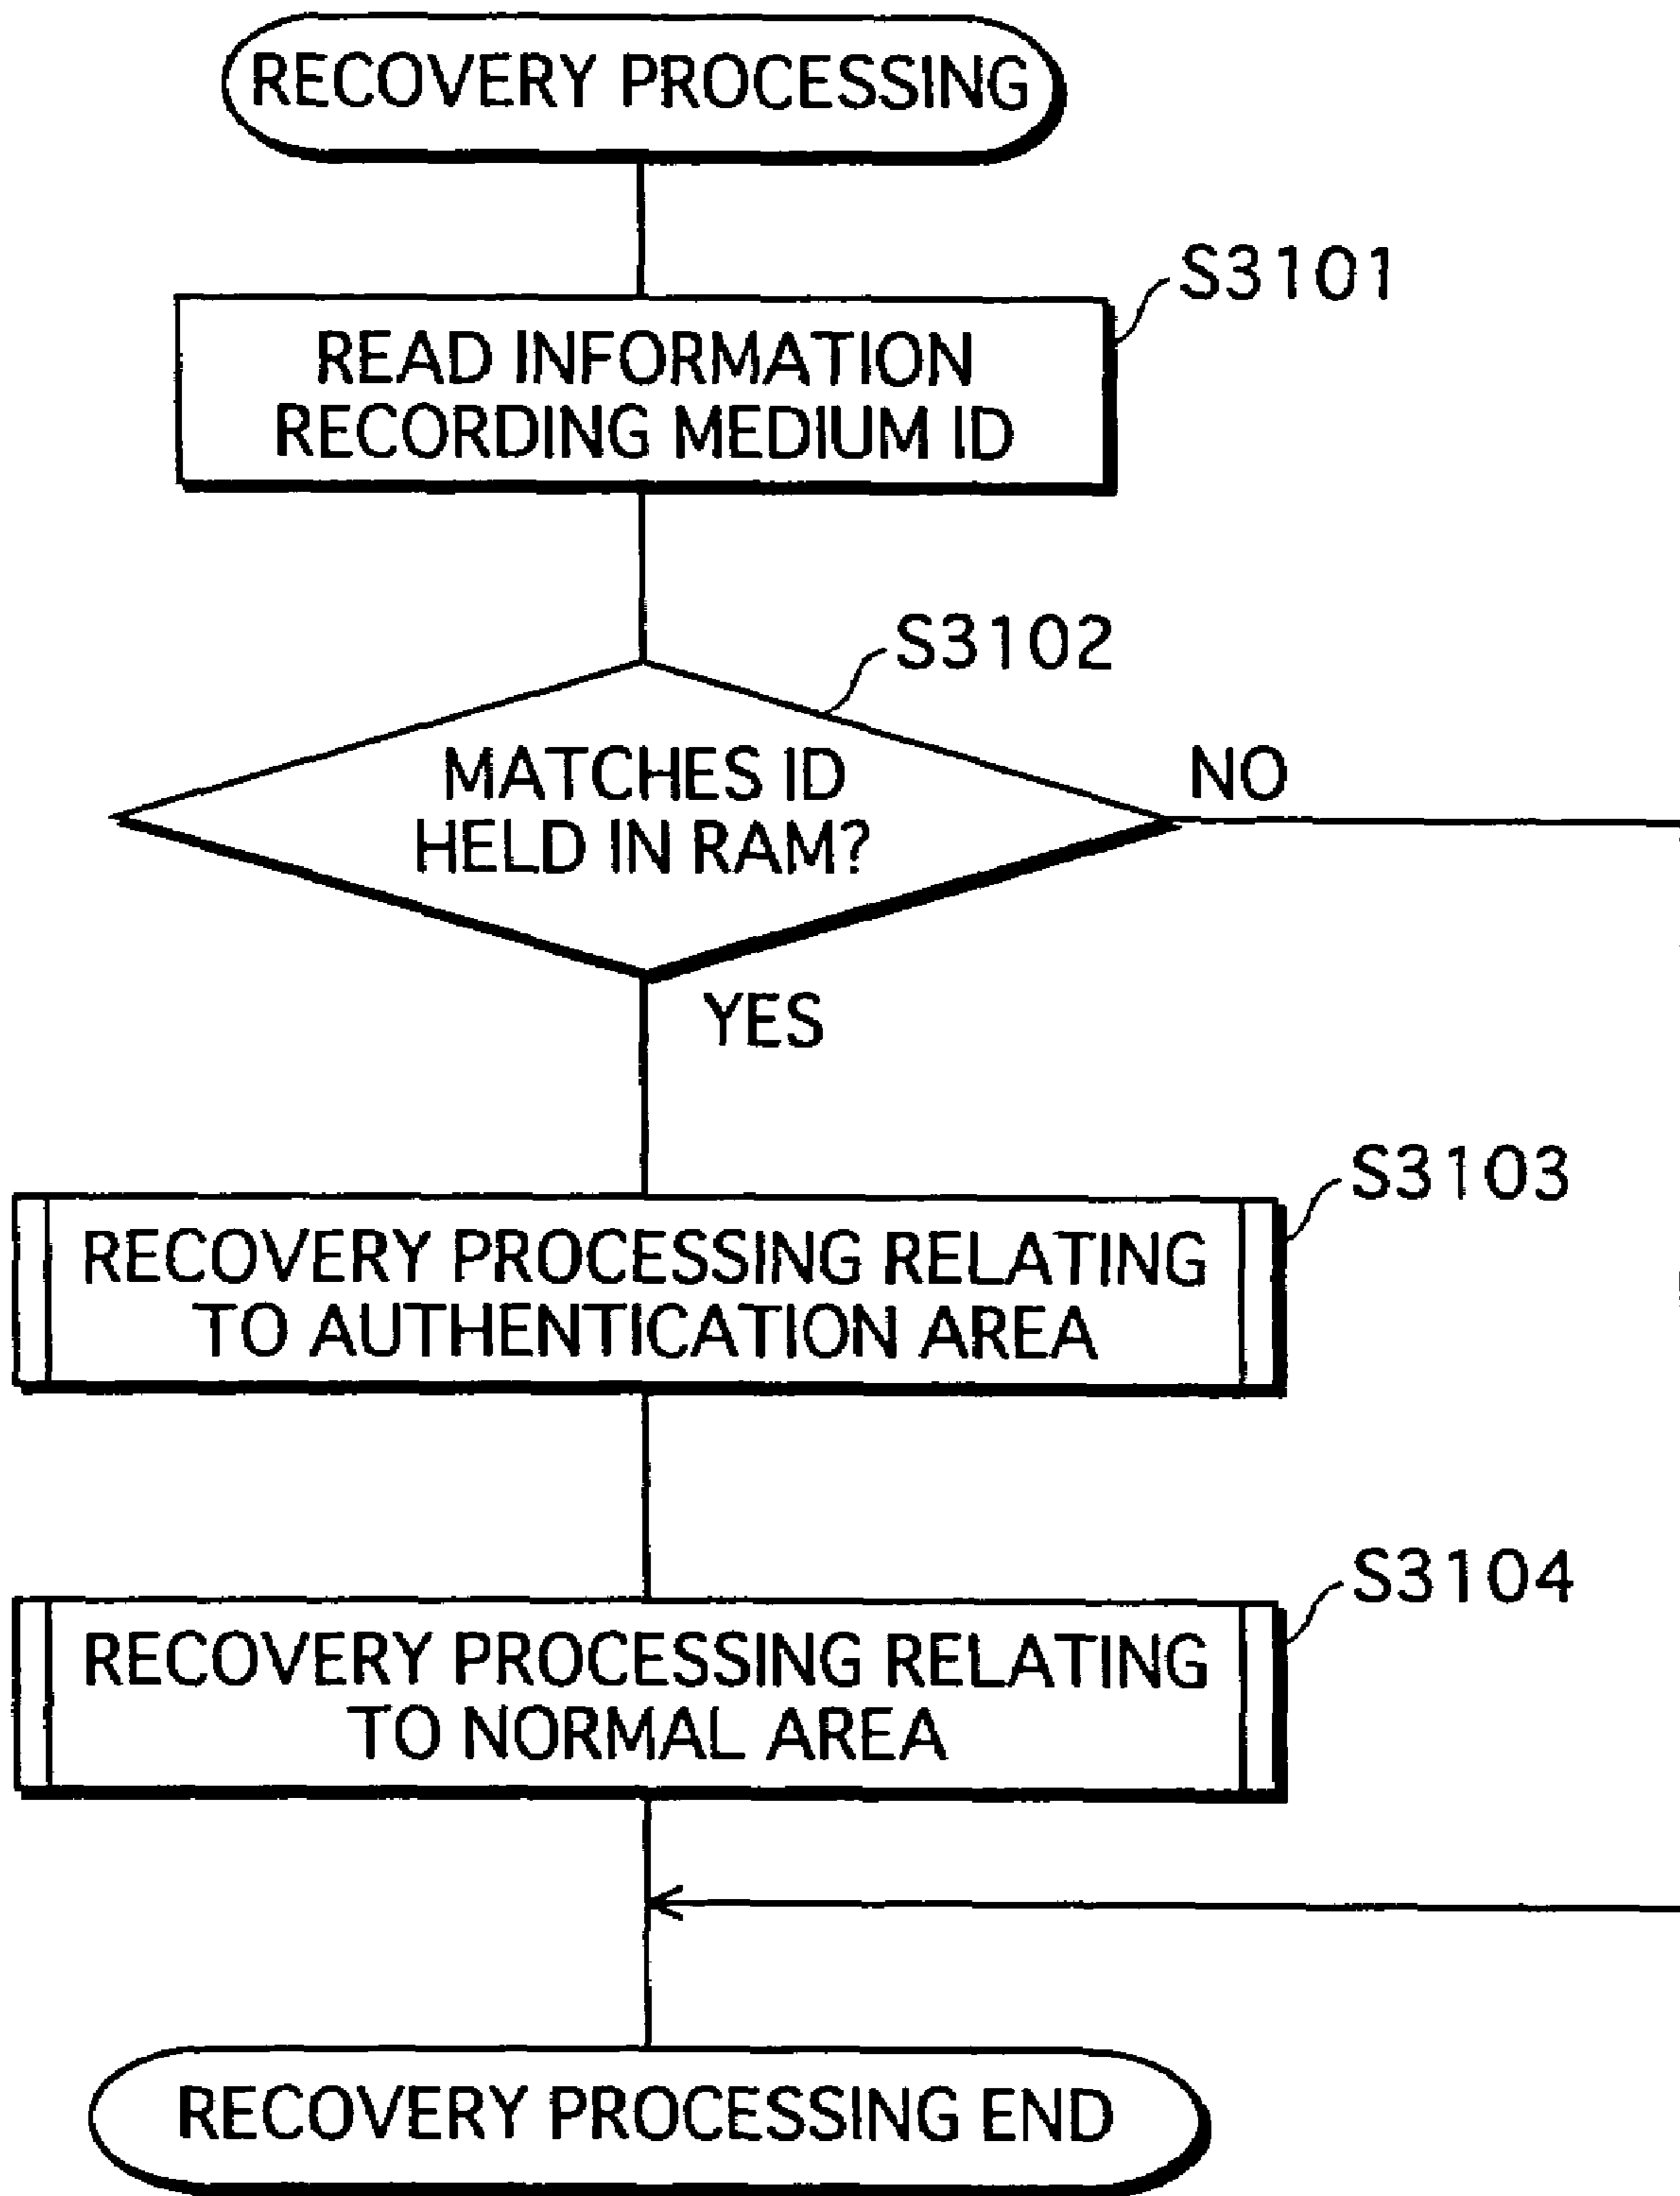 RECOVERY PROCESSING
S3101
READ INFORMATION
RECORDING MEDIUM ID
S3102
MATCHES ID
HELD IN RAM?
NO
YES
S3103
RECOVERY PROCESSING RELATING
TO AUTHENTICATION AREA
S3104
RECOVERY PROCESSING RELATING
TO NORMAL AREA
RECOVERY PROCESSING END